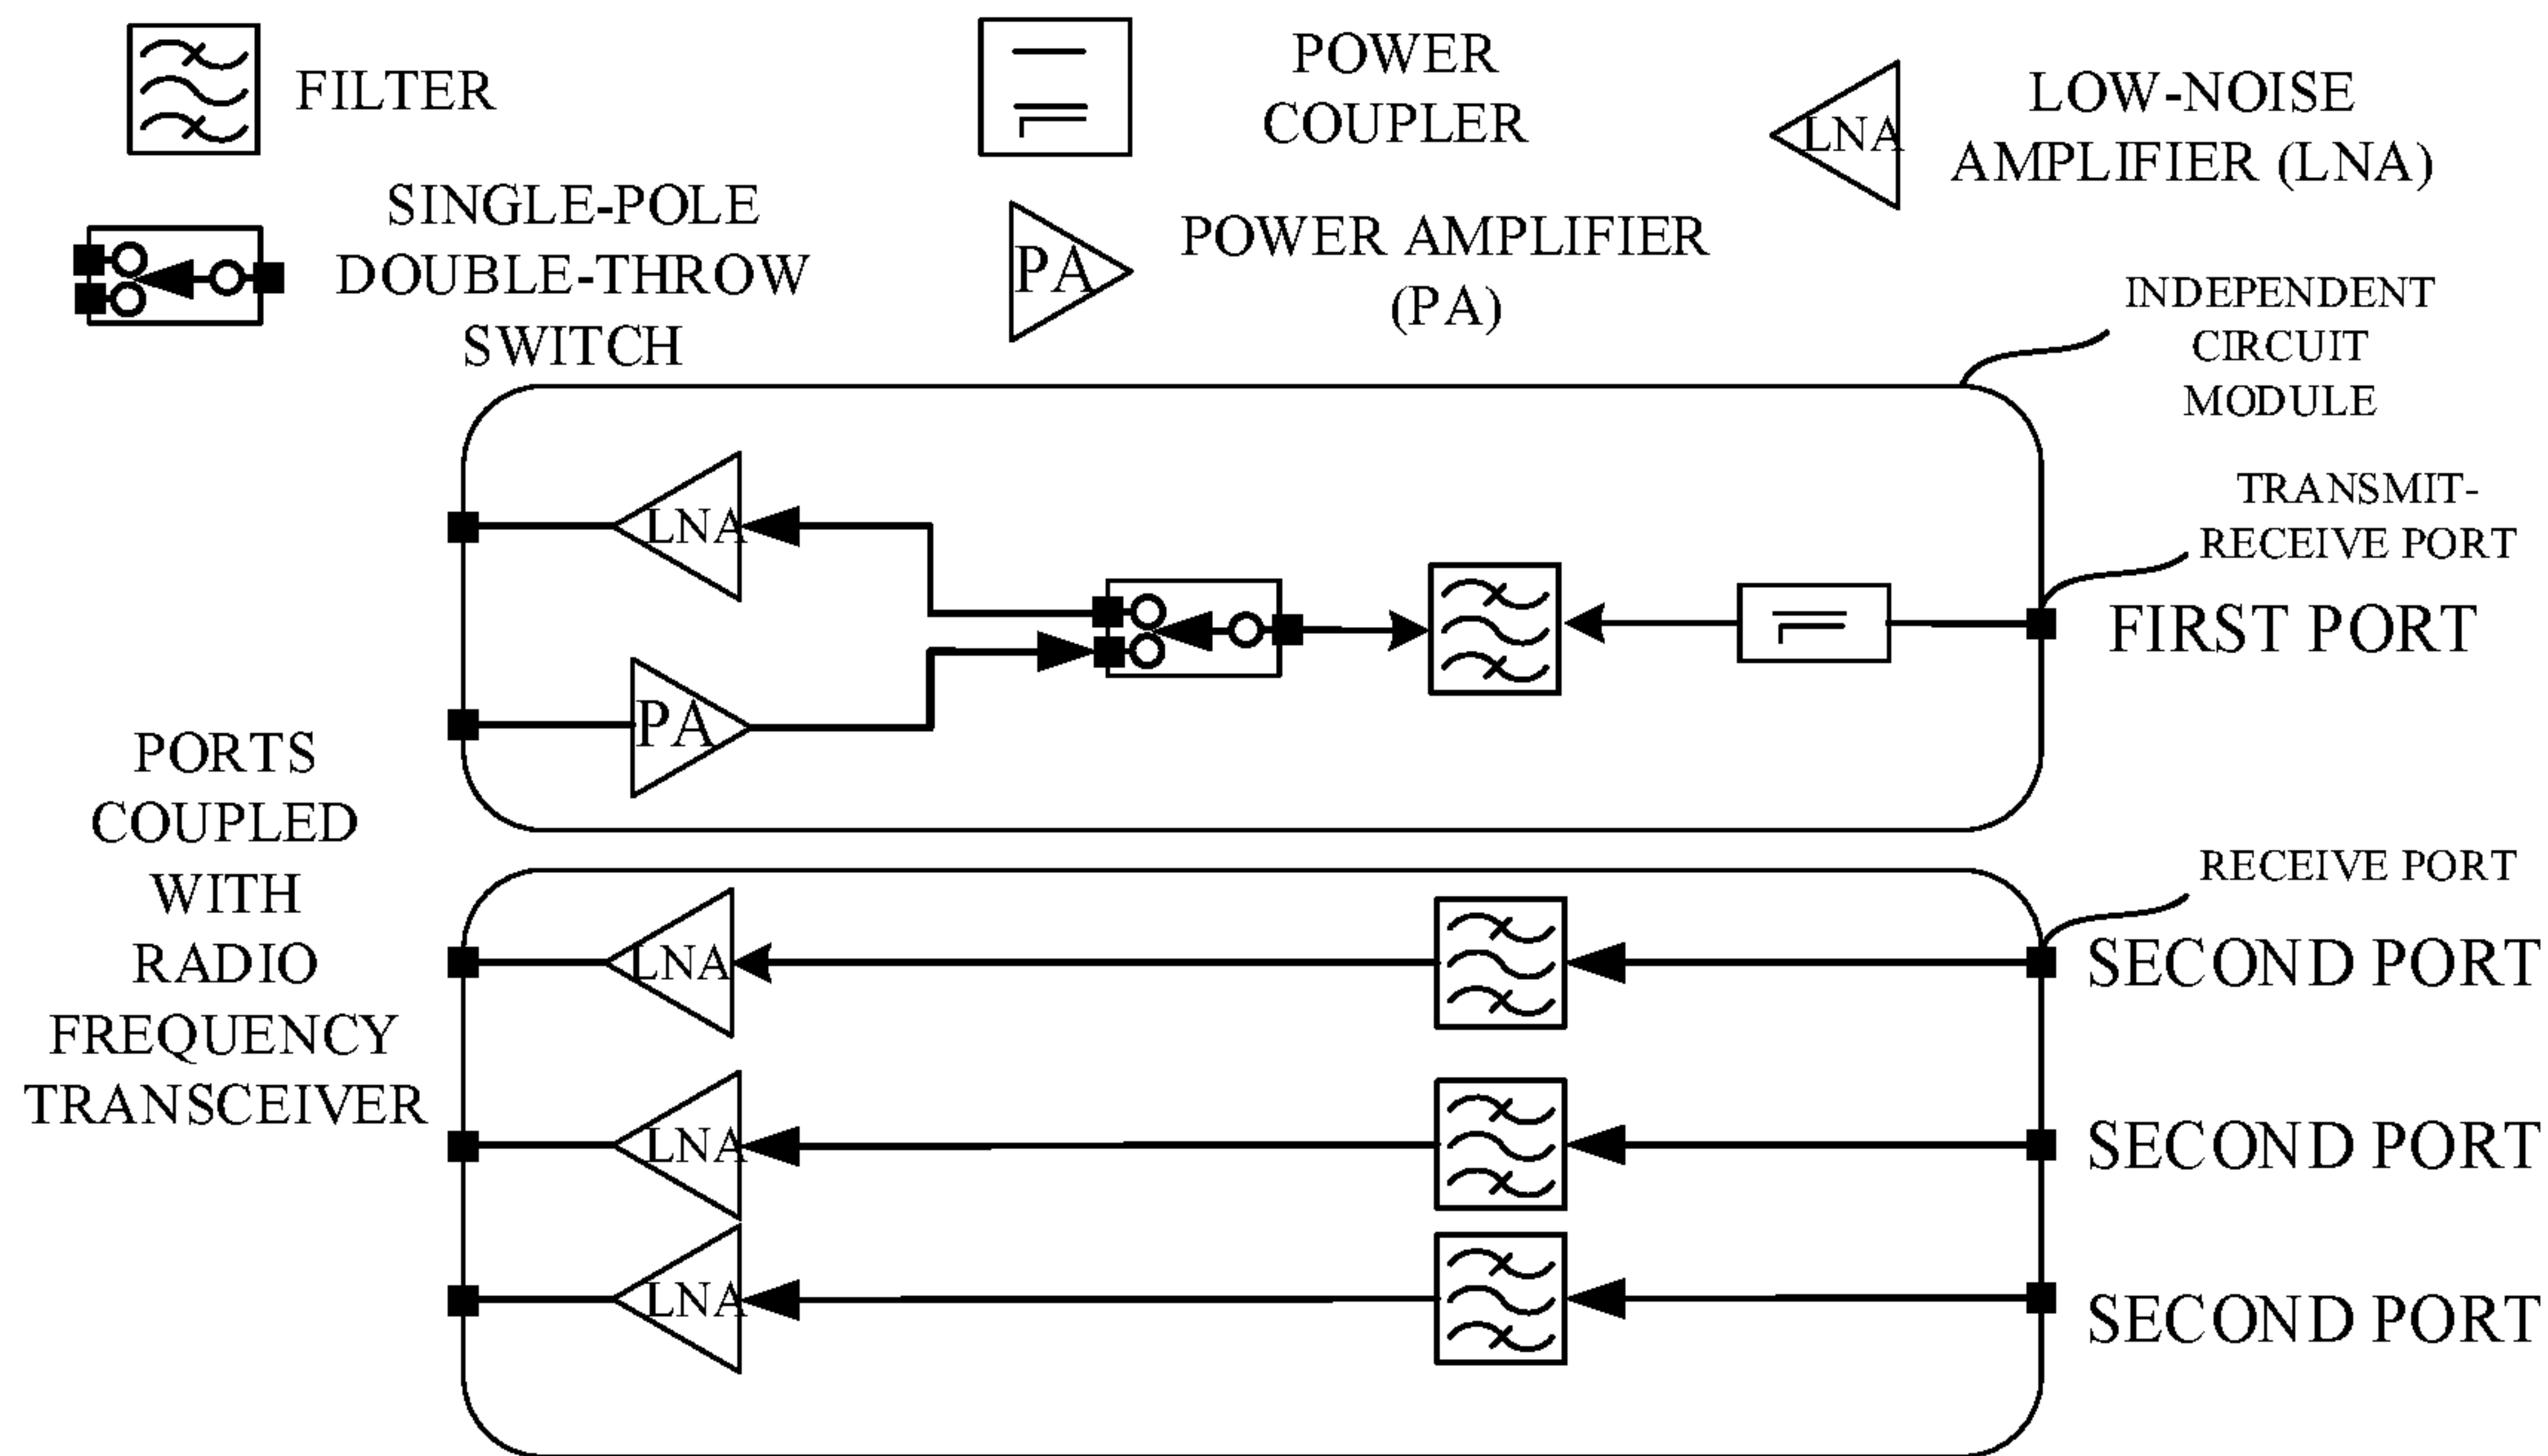 FILTER
POWER
COUPLER
LOW-NOISE
AMPLIFIER (LNA)
LNA
SINGLE-POLE
DOUBLE-THROW
SWITCH
PA
POWER AMPLIFIER
(PA)
INDEPENDENT
CIRCUIT
MODULE
LNA
TRANSMIT-
RECEIVE PORT
FIRST PORT
PA
PORTS
COUPLED
WITH
RADIO
FREQUENCY
TRANSCEIVER
RECEIVE PORT
LNA
SECOND PORT
LNA
SECOND PORT
LNA
SECOND PORT